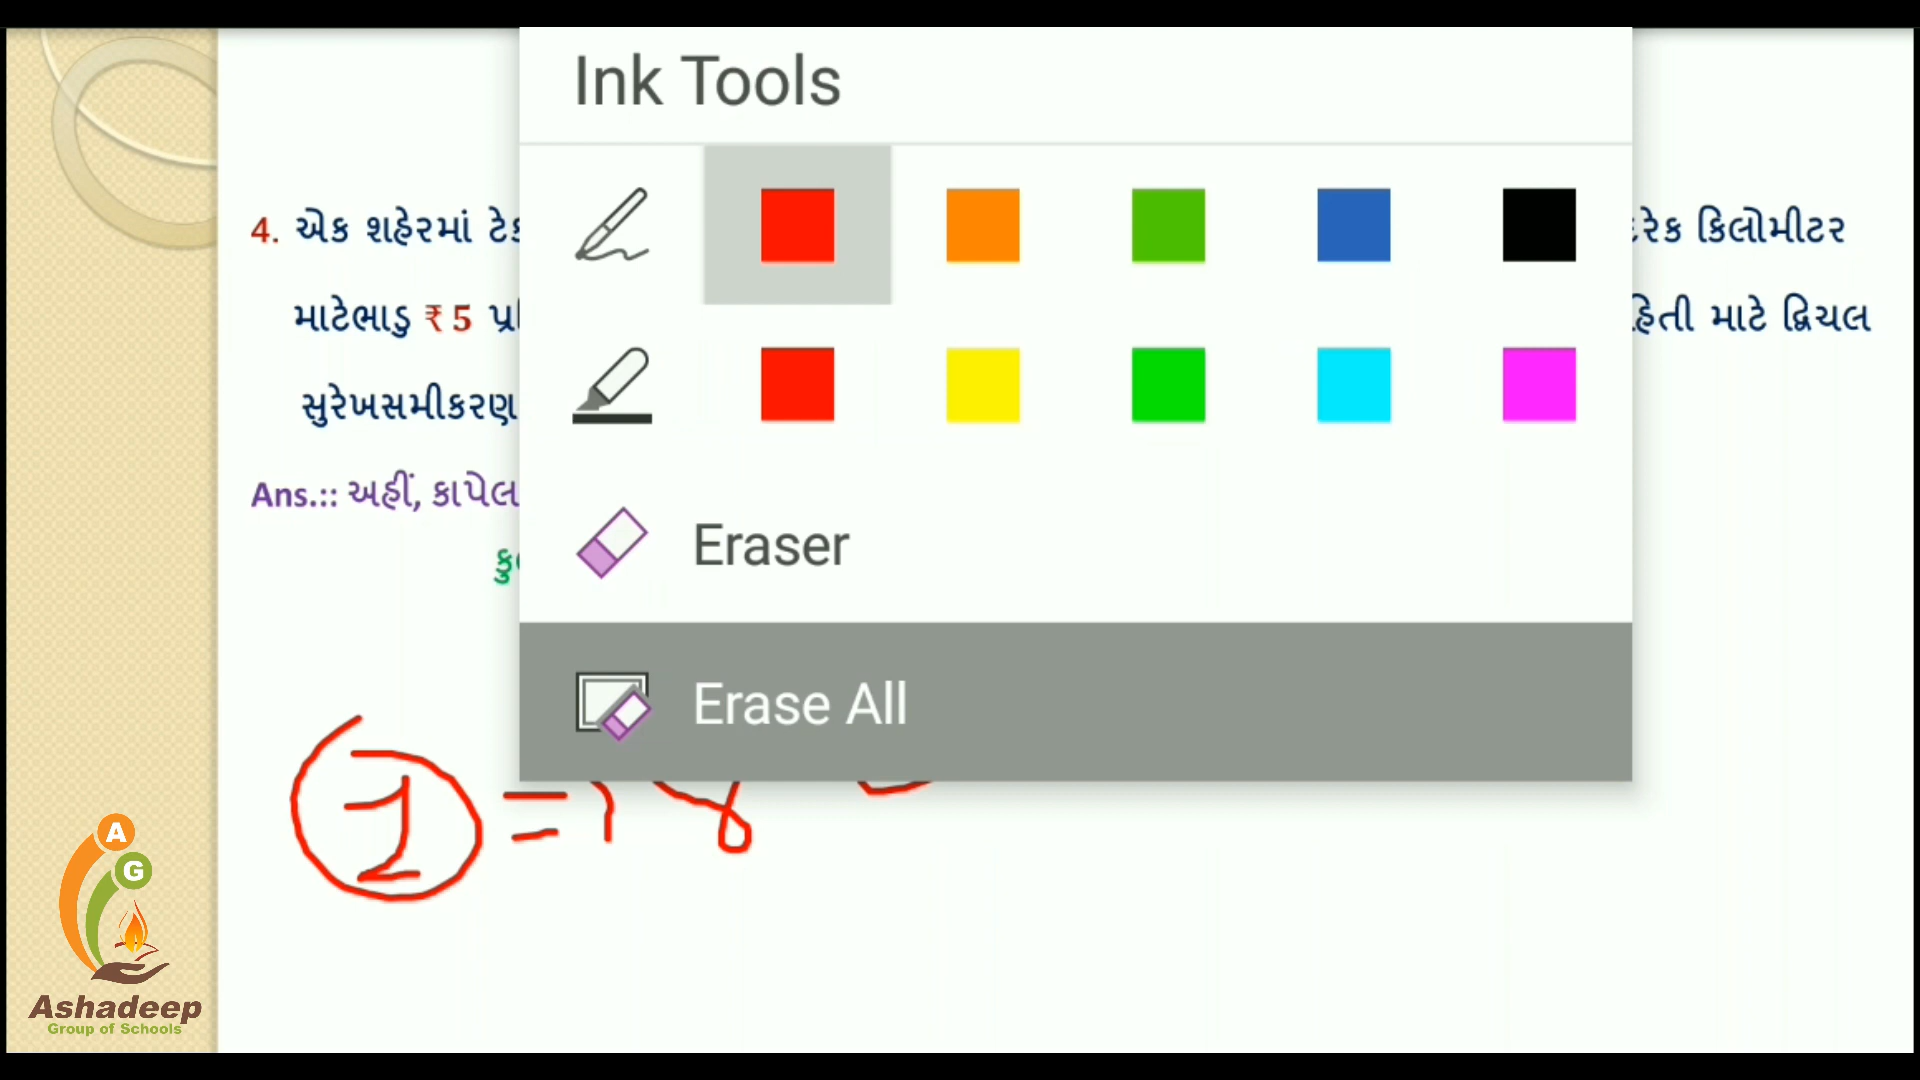 Ink Tools
4. એક શહેરમાં દરેક કિલોમીટર
માટેભાડુ ₹ 5 માટે દ્વિચલ
સુરેખસમીકરણ
Ans.:: અહીં, કાપેલ
Eraser
Erase All
A
G
Ashadeep
Group of Schools